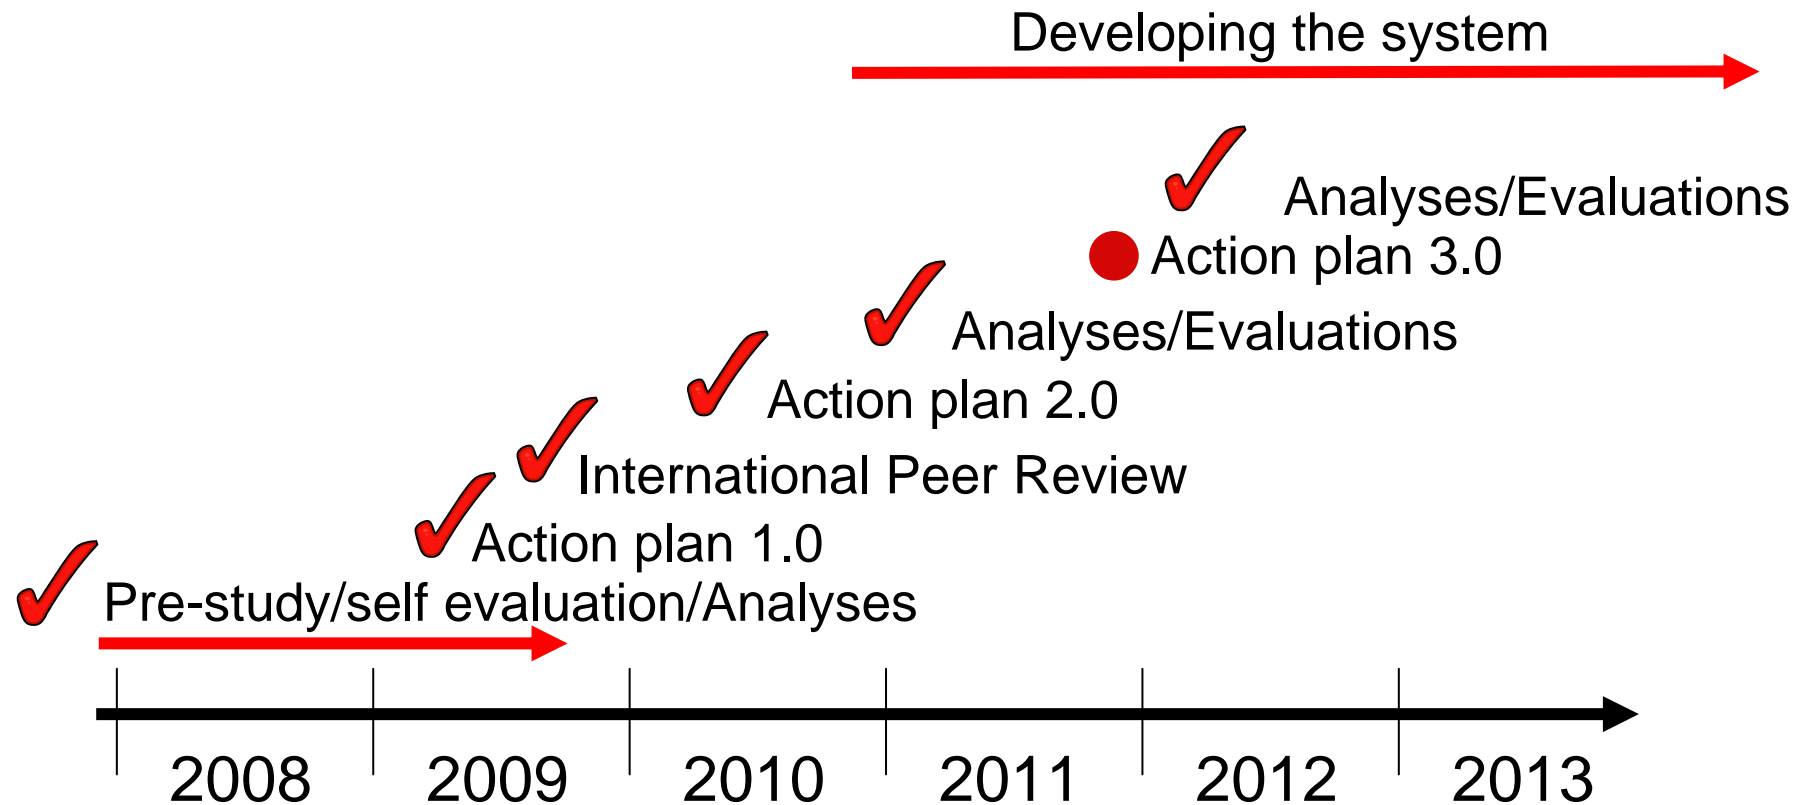 Developing the system
Analyses/Evaluations
Action plan 3.0
Analyses/Evaluations
Action plan 2.0
International Peer Review
Action plan 1.0
Pre-study/self evaluation/Analyses
2008 2009 2010 2011 2012 2013